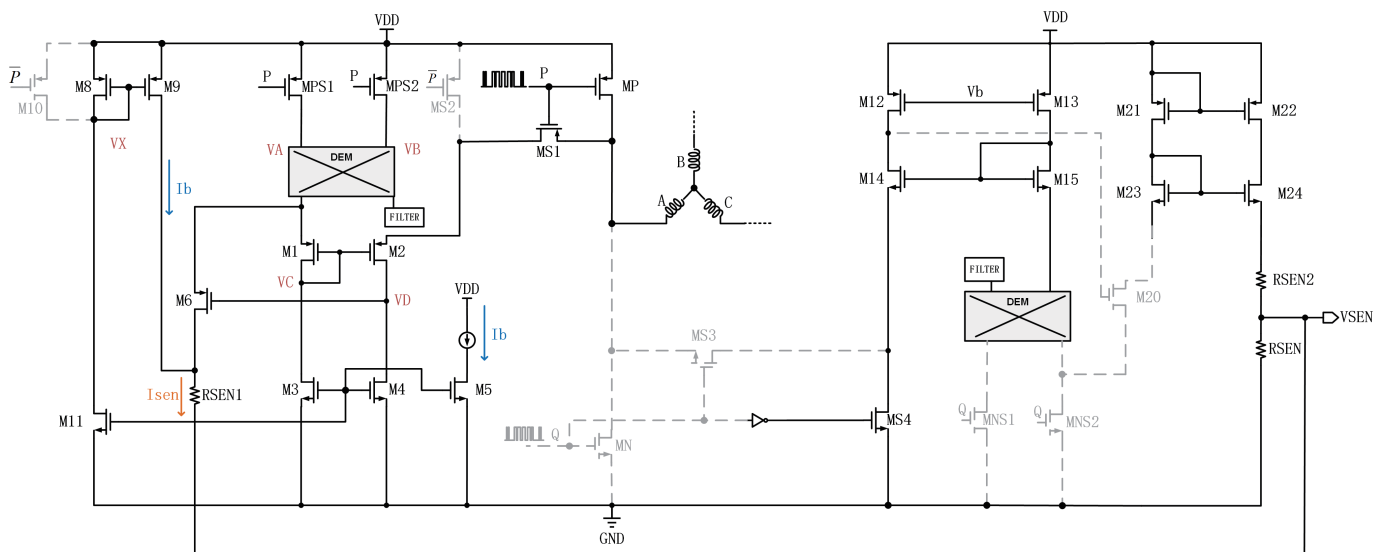 VDD
VDD
P
M8
M9
P
MPS1
P
MPS2
P
MS2
P
MP
M10
M12
Vb
M13
M21
M22
VX
VA
DEM
VB
MS1
B
Ib
FILTER
A
C
M14
M15
M23
M24
M1
M2
VC
VD
M6
VDD
FILTER
DEM
M20
RSEN2
Ib
MS3
VSEN
RSEN
Isen
RSEN1
M3
M4
M5
M11
Q
MN
MS4
Q
MNS1
Q
MNS2
GND